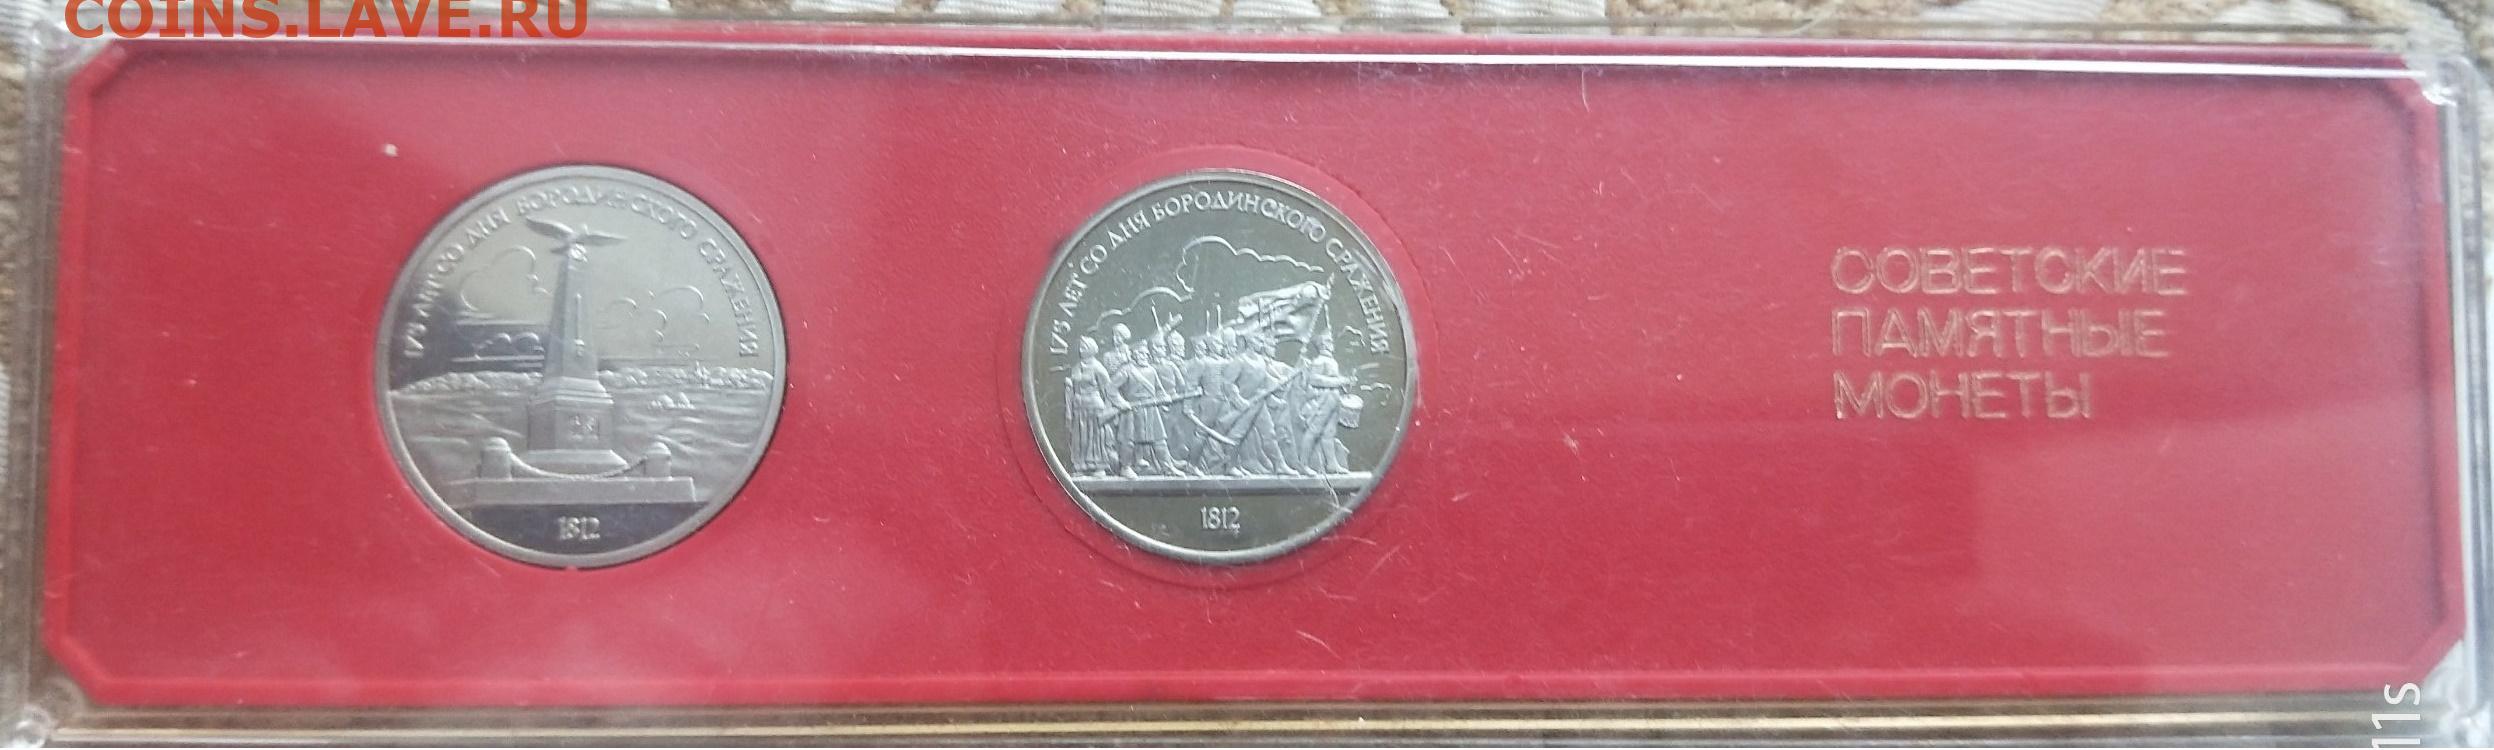 COINS.LAVE.RU
175 ЛЕТ СО ДНЯ БОРОДИНСКОГО СРАЖЕНИЯ
1812
175 ЛЕТ СО ДНЯ БОРОДИНСКОГО СРАЖЕНИЯ
1812
СОВЕТСКИЕ
ПАМЯТНЫЕ
МОНЕТЫ
11s